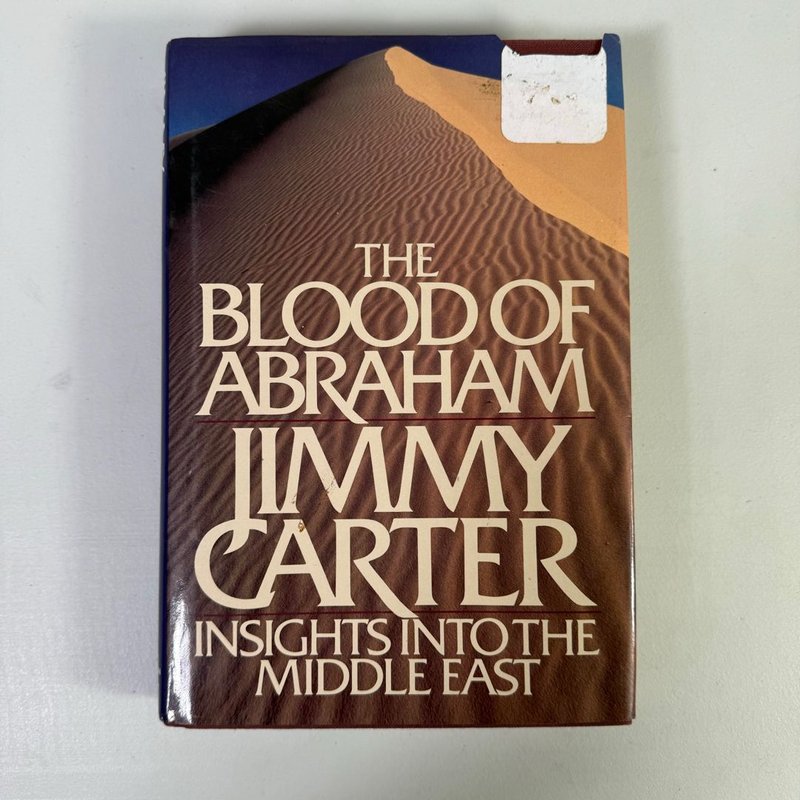 THE
BLOOD OF
ABRAHAM
JIMMY
CARTER
INSIGHTS INTO THE
MIDDLE EAST